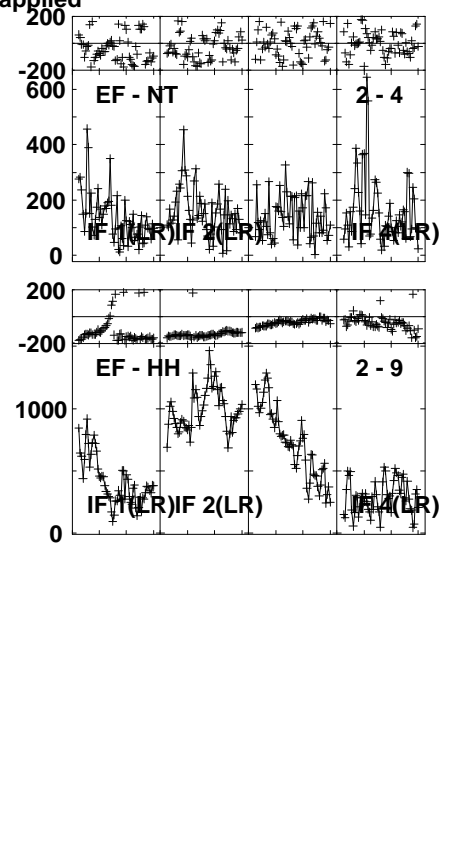 applied
200
-200
600
EF - NT
2 - 4
400
200
IF 1(LR)
IF 2(LR)
IF 4(LR)
0
200
-200
EF - HH
2 - 9
1000
IF 1(LR)
IF 2(LR)
IF 4(LR)
0